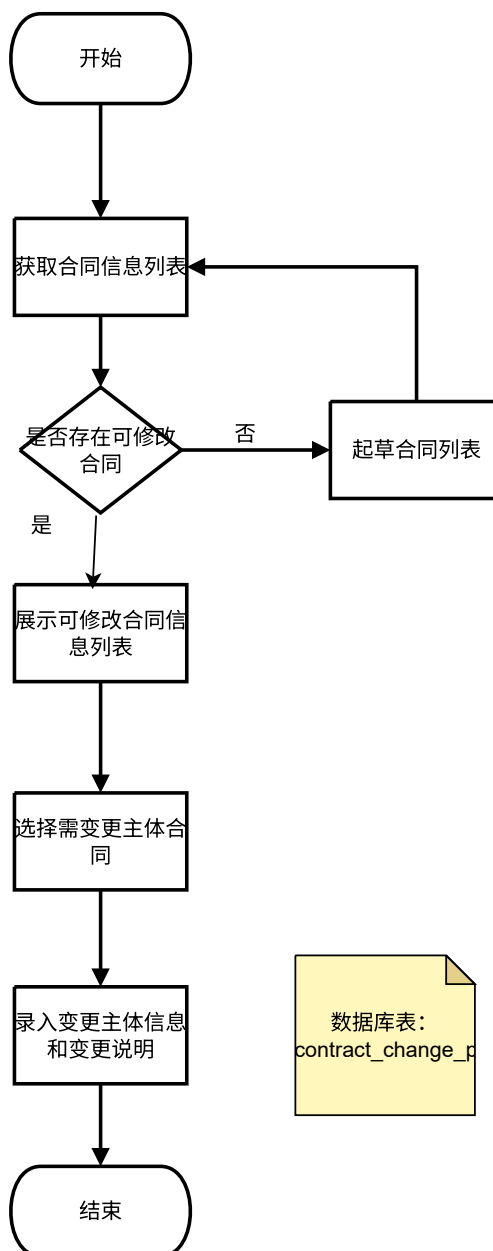 开始
获取合同信息列表
是否存在可修改
合同
否
起草合同列表
是
展示可修改合同信
息列表
选择需变更主体合
同
录入变更主体信息
和变更说明
数据库表：
contract_change_p
结束